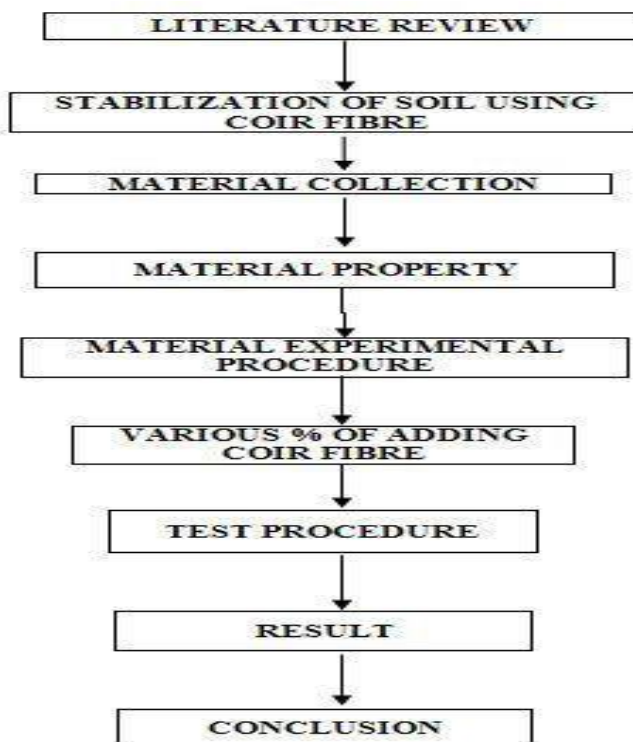 LITERATURE REVIEW
STABILIZATION OF SOIL USING
COIR FIBRE
MATERIAL COLLECTION
MATERIAL PROPERTY
MATERIAL EXPERIMENTAL
PROCEDURE
VARIOUS % OF ADDING
COIR FIBRE
TEST PROCEDURE
RESULT
CONCLUSION